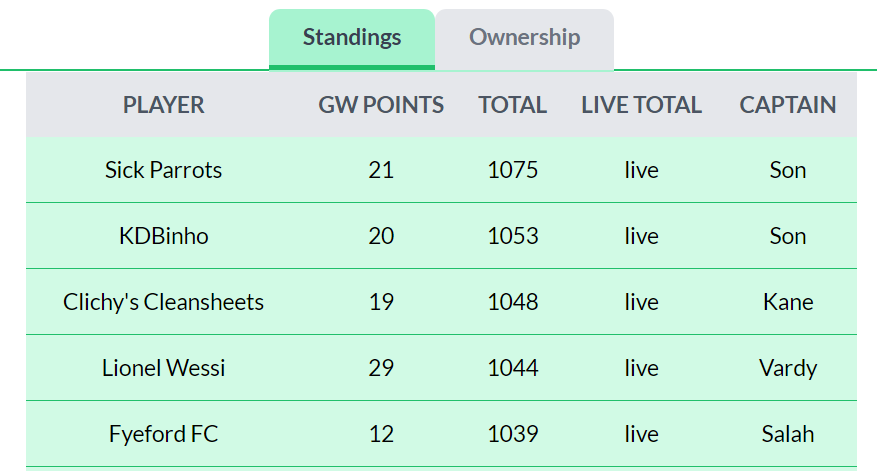 Standings Ownership
PLAYER GW POINTS TOTAL LIVE TOTAL CAPTAIN
Sick Parrots 21 1075 live Son
KDBinho 20 1053 live Son
Clichy's Cleansheets 19 1048 live Kane
Lionel Wessi 29 1044 live Vardy
Fyeford FC 12 1039 live Salah